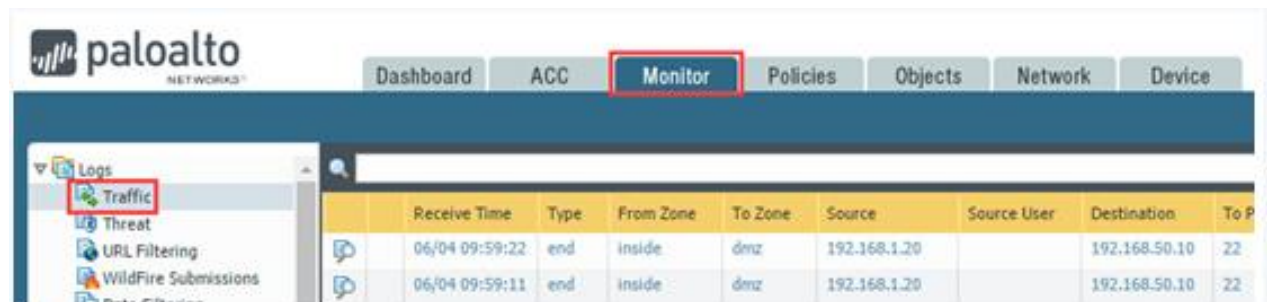 paloalto
NETWORKS
Dashboard ACC Monitor Policies Objects Network Device
Logs
Traffic
Threat
URL Filtering
WildFire Submissions
Data Filtering
Receive Time Type From Zone To Zone Source Source User Destination To P
06/04 09:59:22 end inside dmz 192.168.1.20 192.168.50.10 22
06/04 09:59:11 end inside dmz 192.168.1.20 192.168.50.10 22